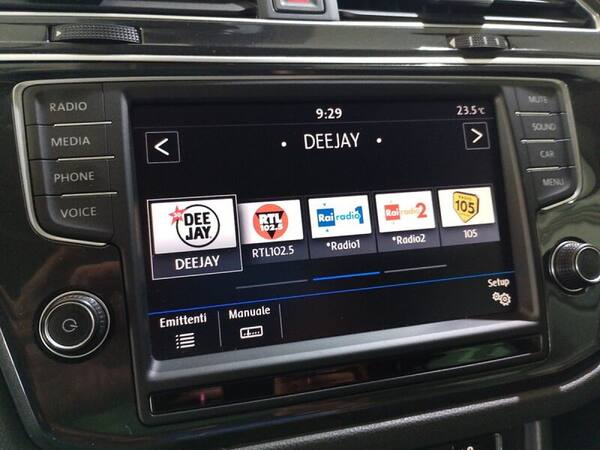 RADIO
MEDIA
PHONE
VOICE
MUTE
SOUND
CAR
MENU
9:29
23.5°C
<
• DEEJAY •
>
DEE
JAY
DEEJAY
RTL
102.5
RTL102.5
Rai radio 1
*Radio1
Rai radio 2
*Radio2
105
105
Emittenti
Manuale
Setup